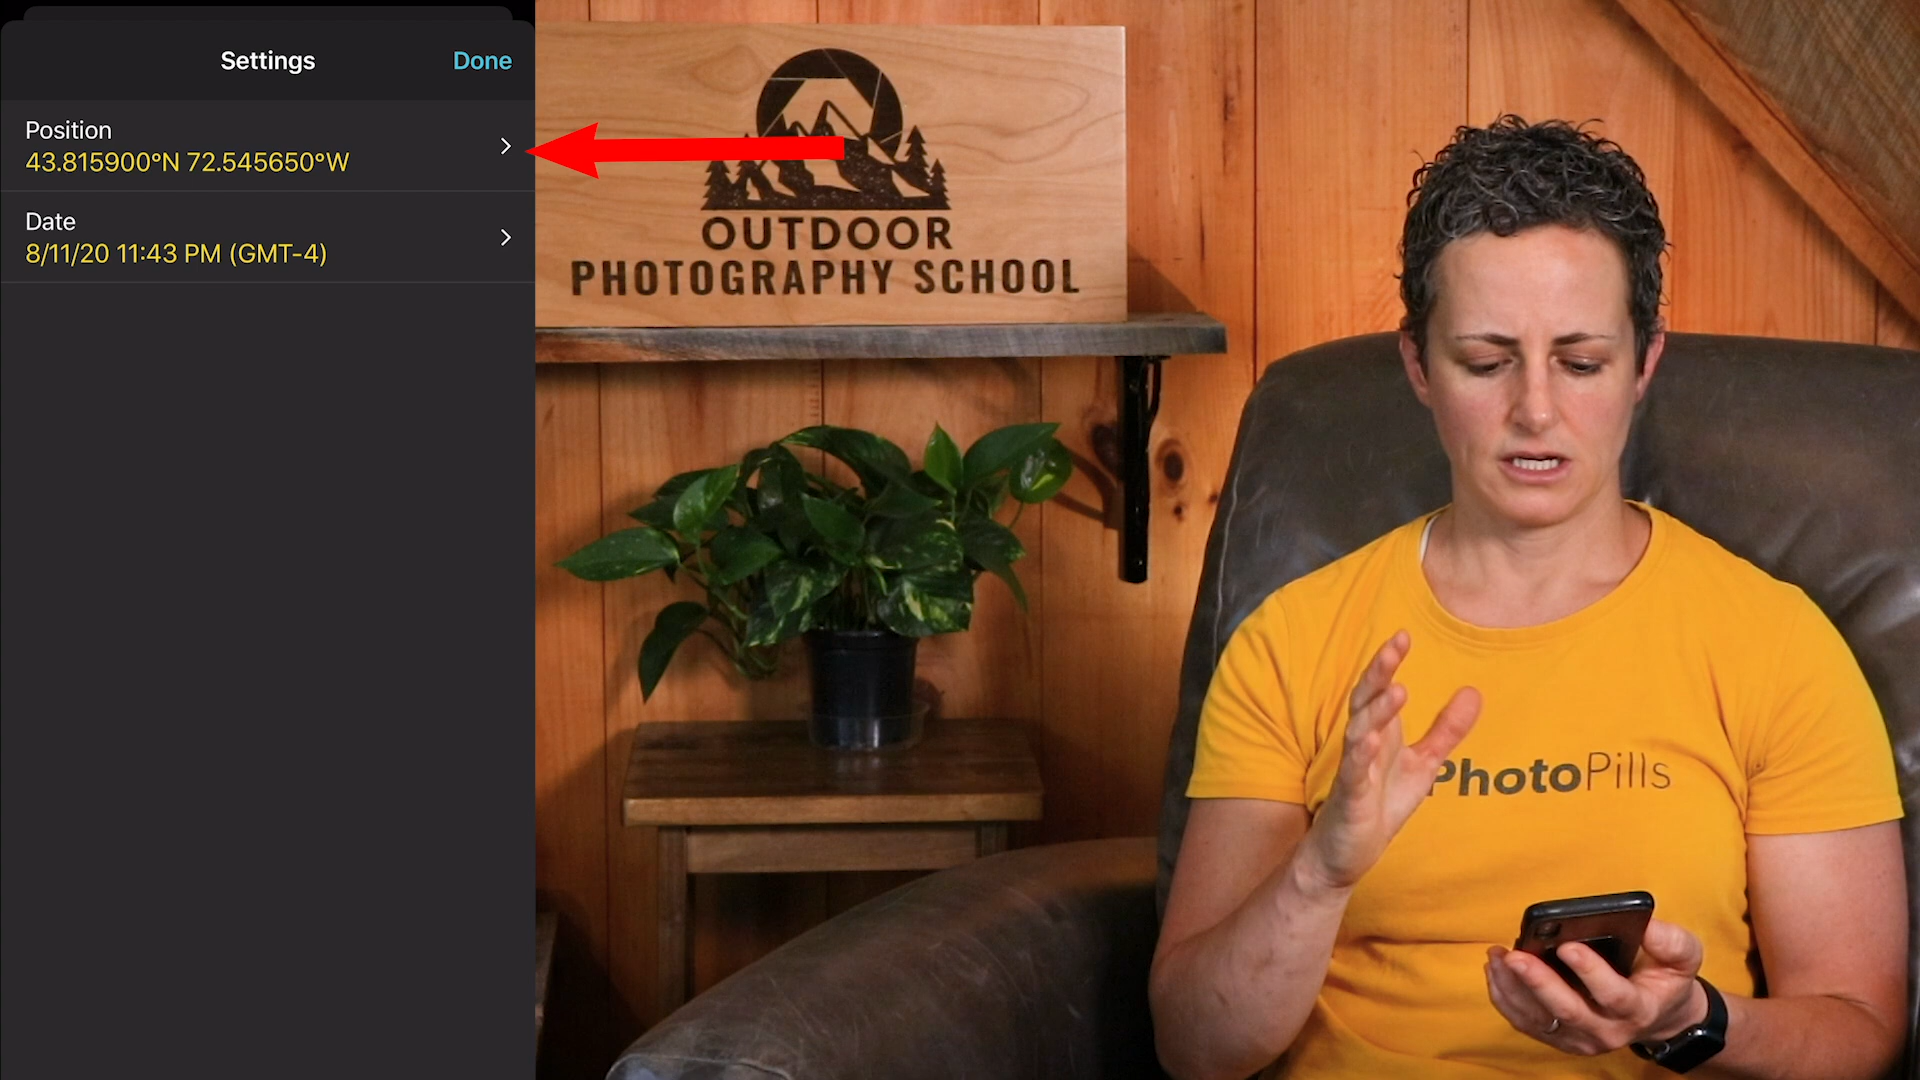 Settings
Done
Position
43.815900°N 72.545650°W
Date
8/11/20 11:43 PM (GMT-4)
OUTDOOR
PHOTOGRAPHY SCHOOL
PhotoPills